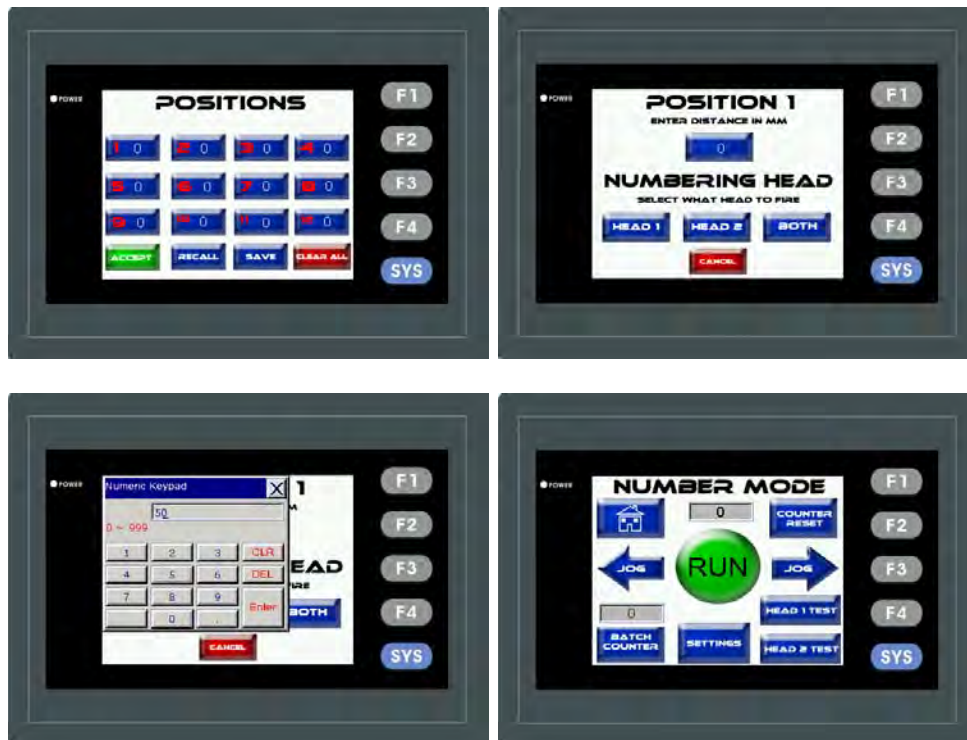 POWER
POSITIONS
F1
F2
F3
F4
SYS
1 0 2 0 3 0 4 0
5 0 6 0 7 0 8 0
9 0 10 0 11 0 0
ACCEPT RECALL SAVE CLEAR ALL
POWER
POSITION 1
ENTER DISTANCE IN MM
0
NUMBERING HEAD
SELECT WHAT HEAD TO FIRE
HEAD 1 HEAD 2 BOTH
CANCEL
F1
F2
F3
F4
SYS
POWER
Numeric Keypad X 1
50
M
0 ~ 999
1 2 3 CLR
4 5 6 DEL
7 8 9 Enter
0 .
EAD
FIRE
BOTH
CANCEL
F1
F2
F3
F4
SYS
POWER
NUMBER MODE
0 COUNTER RESET
JOG RUN JOG
0 HEAD 1 TEST
BATCH COUNTER SETTINGS HEAD 2 TEST
F1
F2
F3
F4
SYS